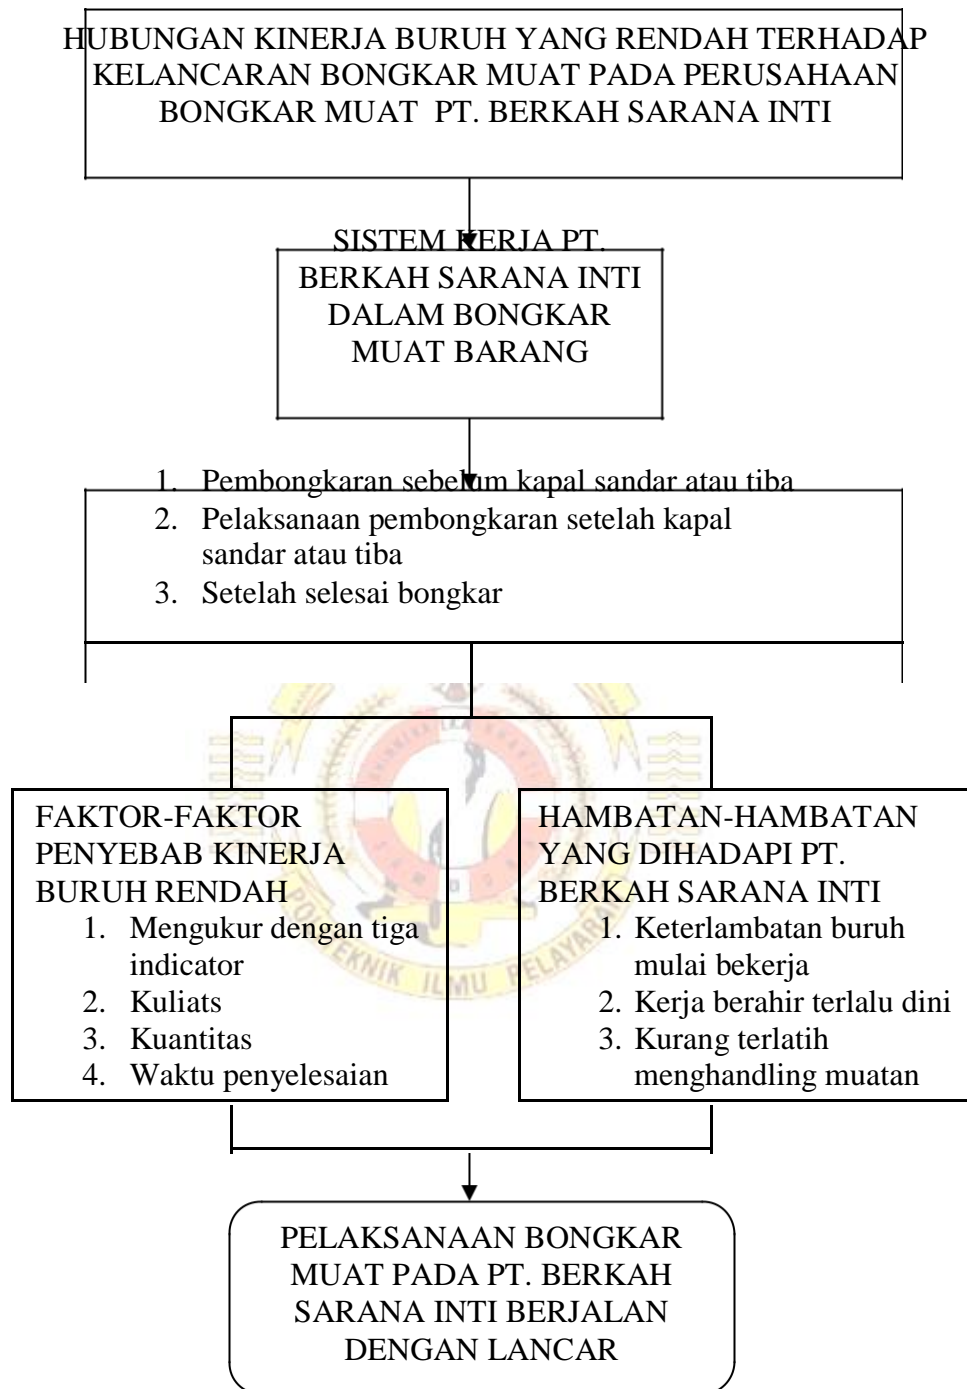 HUBUNGAN KINERJA BURUH YANG RENDAH TERHADAP
KELANCARAN BONGKAR MUAT PADA PERUSAHAAN
BONGKAR MUAT PT. BERKAH SARANA INTI
SISTEM KERJA PT.
BERKAH SARANA INTI
DALAM BONGKAR
MUAT BARANG
1. Pembongkaran sebelum kapal sandar atau tiba
2. Pelaksanaan pembongkaran setelah kapal
sandar atau tiba
3. Setelah selesai bongkar
FAKTOR-FAKTOR
PENYEBAB KINERJA
BURUH RENDAH
1. Mengukur dengan tiga
indicator
2. Kuliats
3. Kuantitas
4. Waktu penyelesaian
HAMBATAN-HAMBATAN
YANG DIHADAPI PT.
BERKAH SARANA INTI
1. Keterlambatan buruh
mulai bekerja
2. Kerja berahir terlalu dini
3. Kurang terlatih
menghandling muatan
POLITEKNIK ILMU PELAYARAN
PELAKSANAAN BONGKAR
MUAT PADA PT. BERKAH
SARANA INTI BERJALAN
DENGAN LANCAR